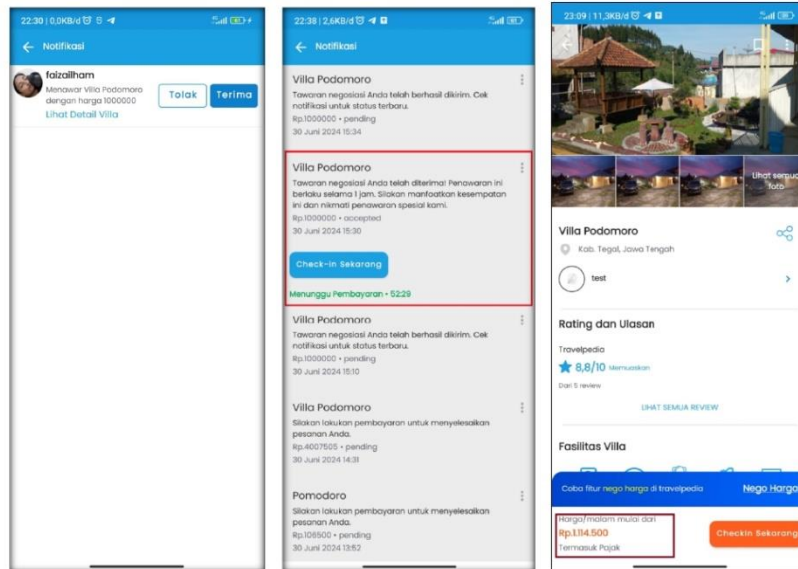 22:30 | 0,0KB/d
Notifikasi
faizailham
Menawar Villa Podomoro
dengan harga 1000000
Lihat Detail Villa
Tolak
Terima
22:38 | 2,6KB/d
Notifikasi
Villa Podomoro
Tawaran negosiasi Anda telah berhasil dikirim. Cek
notifikasi untuk status terbaru.
Rp.1000000 • pending
30 Juni 2024 15:34
Villa Podomoro
Tawaran negosiasi Anda telah diterima! Penawaran ini
berlaku selama 1 jam. Silakan manfaatkan kesempatan
ini dan nikmati penawaran spesial kami.
Rp.1000000 • accepted
30 Juni 2024 15:30
Check-in Sekarang
Menunggu Pembayaran • 52:29
Villa Podomoro
Tawaran negosiasi Anda telah berhasil dikirim. Cek
notifikasi untuk status terbaru.
Rp.1000000 • pending
30 Juni 2024 15:10
Villa Podomoro
Silakan lakukan pembayaran untuk menyelesaikan
pesanan Anda.
Rp.4007505 • pending
30 Juni 2024 14:31
Pomodoro
Silakan lakukan pembayaran untuk menyelesaikan
pesanan Anda.
Rp.106500 • pending
30 Juni 2024 13:52
23:09 | 11,3KB/d
Lihat semua
foto
Villa Podomoro
Kab. Tegal, Jawa Tengah
test
Rating dan Ulasan
Travelpedia
8,8/10 Memuaskan
Dari 5 review
LIHAT SEMUA REVIEW
Fasilitas Villa
Coba fitur nego harga di travelpedia
Nego Harga
Harga/malam mulai dari
Rp.1.114.500
Termasuk Pajak
Checkin Sekarang